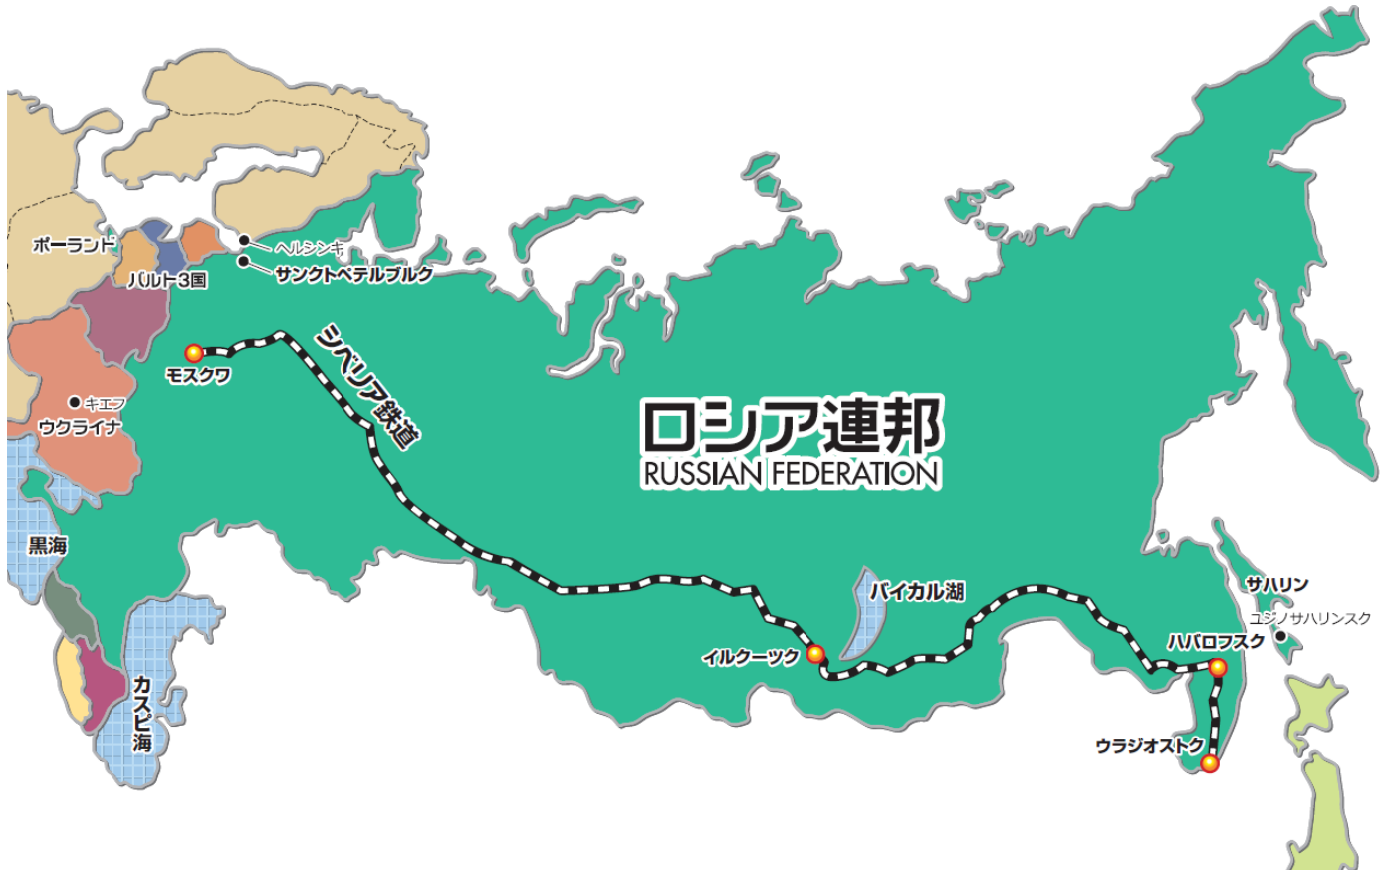 ポーランド
バルト3国
ヘルシンキ
サンクトペテルブルク
シベリア鉄道
モスクワ
キエフ
ウクライナ
ロシア連邦
RUSSIAN FEDERATION
黒海
バイカル湖
サハリン
ユジノサハリンスク
ハバロフスク
イルクーツク
カスピ海
ウラジオストク